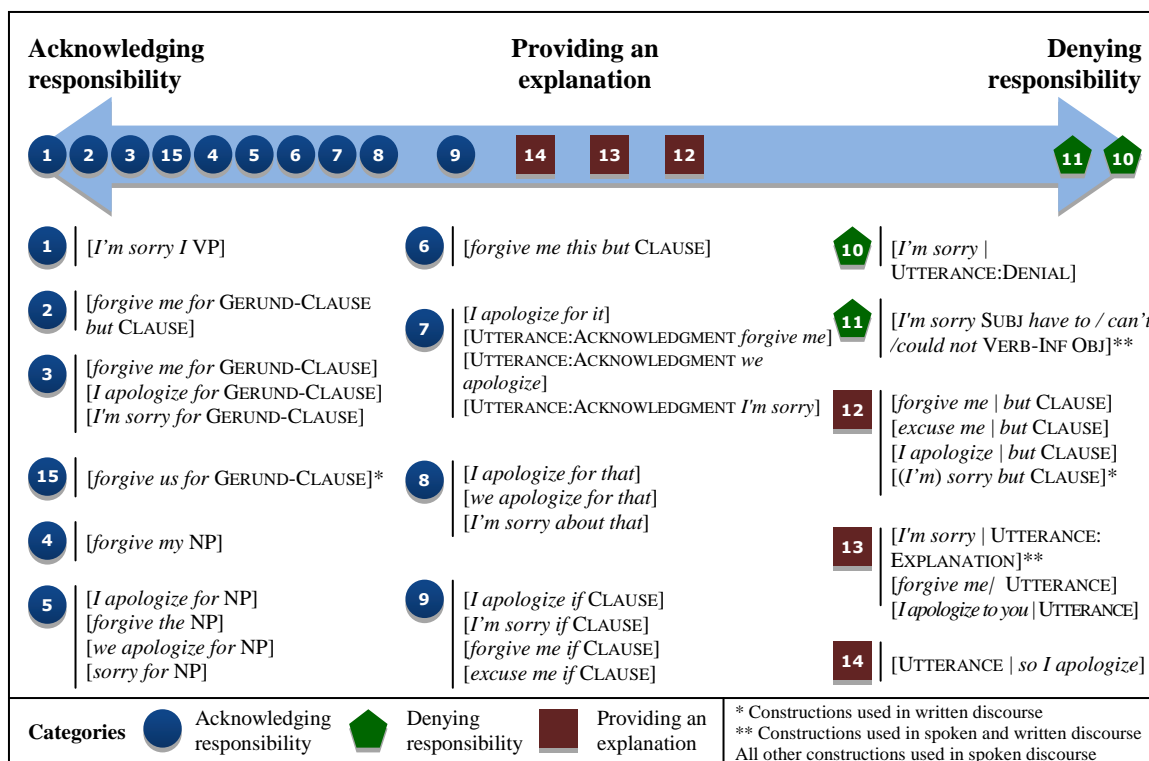 Acknowledging
responsibility
Providing an
explanation
Denying
responsibility
1 2 3 15 4 5 6 7 8 9 14 13 12 11 10
1 [I'm sorry I VP]
2 [forgive me for GERUND-CLAUSE
but CLAUSE]
3 [forgive me for GERUND-CLAUSE]
[I apologize for GERUND-CLAUSE]
[I'm sorry for GERUND-CLAUSE]
15 [forgive us for GERUND-CLAUSE]*
4 [forgive my NP]
5 [I apologize for NP]
[forgive the NP]
[we apologize for NP]
[sorry for NP]
6 [forgive me this but CLAUSE]
7 [I apologize for it]
[UTTERANCE:ACKNOWLEDGMENT forgive me]
[UTTERANCE:ACKNOWLEDGMENT we
apologize]
[UTTERANCE:ACKNOWLEDGMENT I'm sorry]
8 [I apologize for that]
[we apologize for that]
[I'm sorry about that]
9 [I apologize if CLAUSE]
[I'm sorry if CLAUSE]
[forgive me if CLAUSE]
[excuse me if CLAUSE]
10 [I'm sorry |
UTTERANCE:DENIAL]
11 [I'm sorry SUBJ have to / can't
/could not VERB-INF OBJ]**
12 [forgive me | but CLAUSE]
[excuse me | but CLAUSE]
[I apologize | but CLAUSE]
[(I'm) sorry but CLAUSE]*
13 [I'm sorry | UTTERANCE:
EXPLANATION]**
[forgive me/ UTTERANCE]
[I apologize to you | UTTERANCE]
14 [UTTERANCE | so I apologize]
Categories
Acknowledging
responsibility
Denying
responsibility
Providing an
explanation
* Constructions used in written discourse
** Constructions used in spoken and written discourse
All other constructions used in spoken discourse